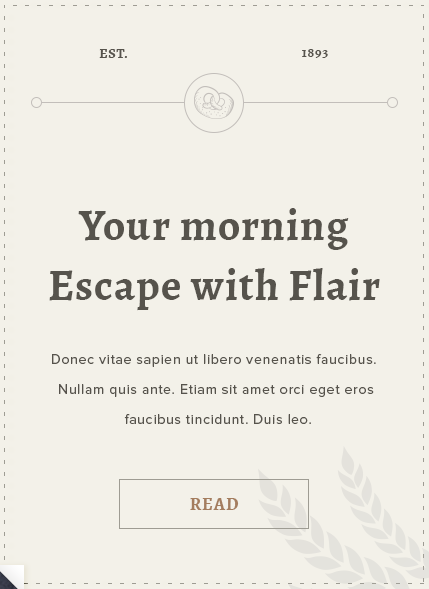 EST. 1893
Your morning
Escape with Flair
Donec vitae sapien ut libero venenatis faucibus.
Nullam quis ante. Etiam sit amet orci eget eros
faucibus tincidunt. Duis leo.
READ